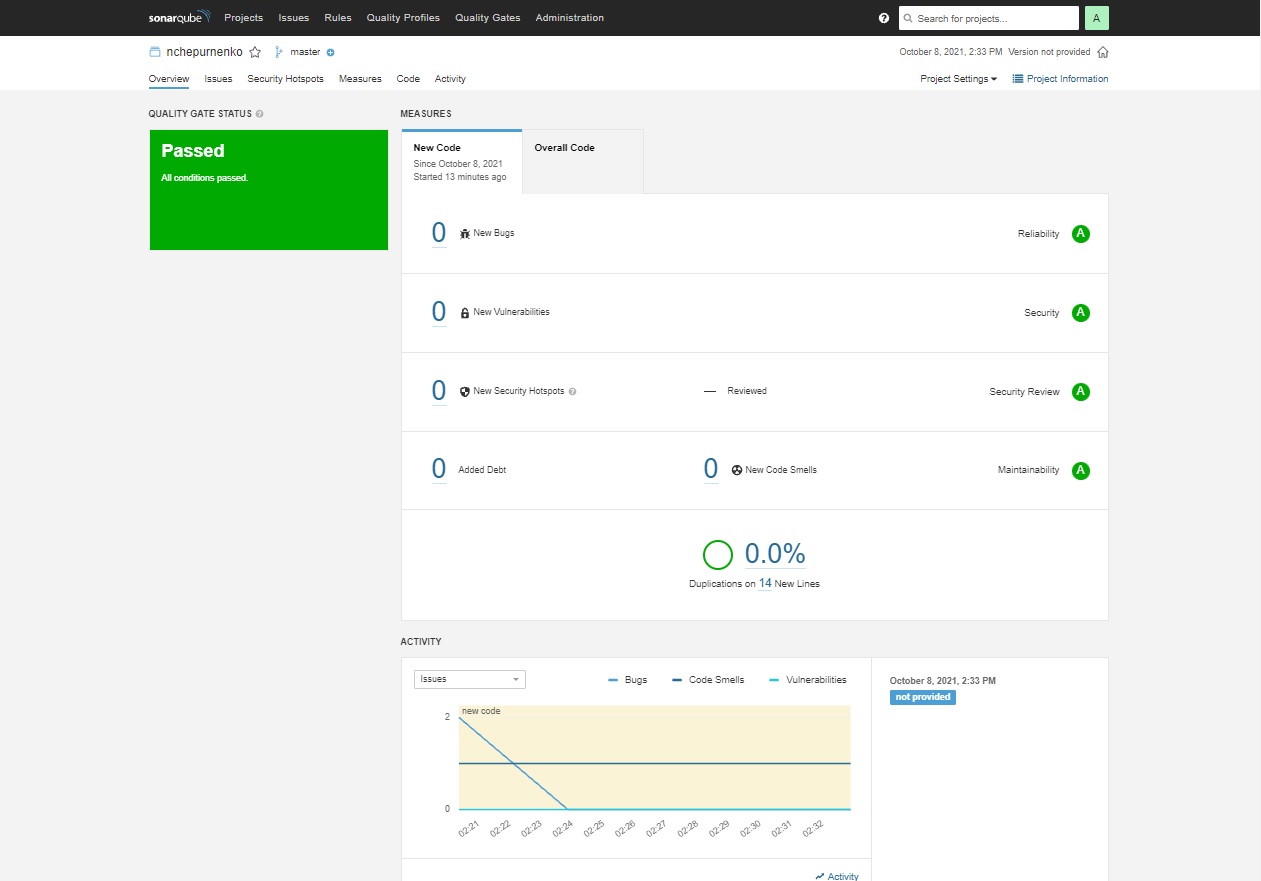 sonarqube Projects Issues Rules Quality Profiles Quality Gates Administration ? Search for projects... A
nchepurnenko master October 8, 2021, 2:33 PM Version not provided
Overview Issues Security Hotspots Measures Code Activity Project Settings Project Information
QUALITY GATE STATUS ?
Passed
All conditions passed.
MEASURES
New Code
Since October 8, 2021
Started 13 minutes ago
Overall Code
0 New Bugs Reliability A
0 New Vulnerabilities Security A
0 New Security Hotspots ? — Reviewed Security Review A
0 Added Debt 0 New Code Smells Maintainability A
0.0%
Duplications on 14 New Lines
ACTIVITY
Issues Bugs Code Smells Vulnerabilities
new code
2
0
02:21 02:22 02:23 02:24 02:25 02:26 02:27 02:28 02:29 02:30 02:31 02:32
Activity
October 8, 2021, 2:33 PM
not provided